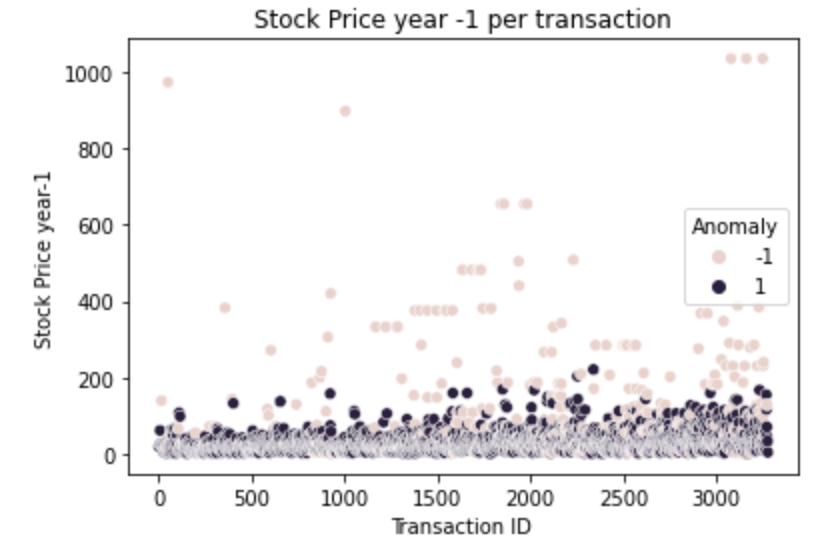 Stock Price year -1 per transaction
1000
800
600
400
200
0
Stock Price year-1
Anomaly
-1
1
0 500 1000 1500 2000 2500 3000
Transaction ID